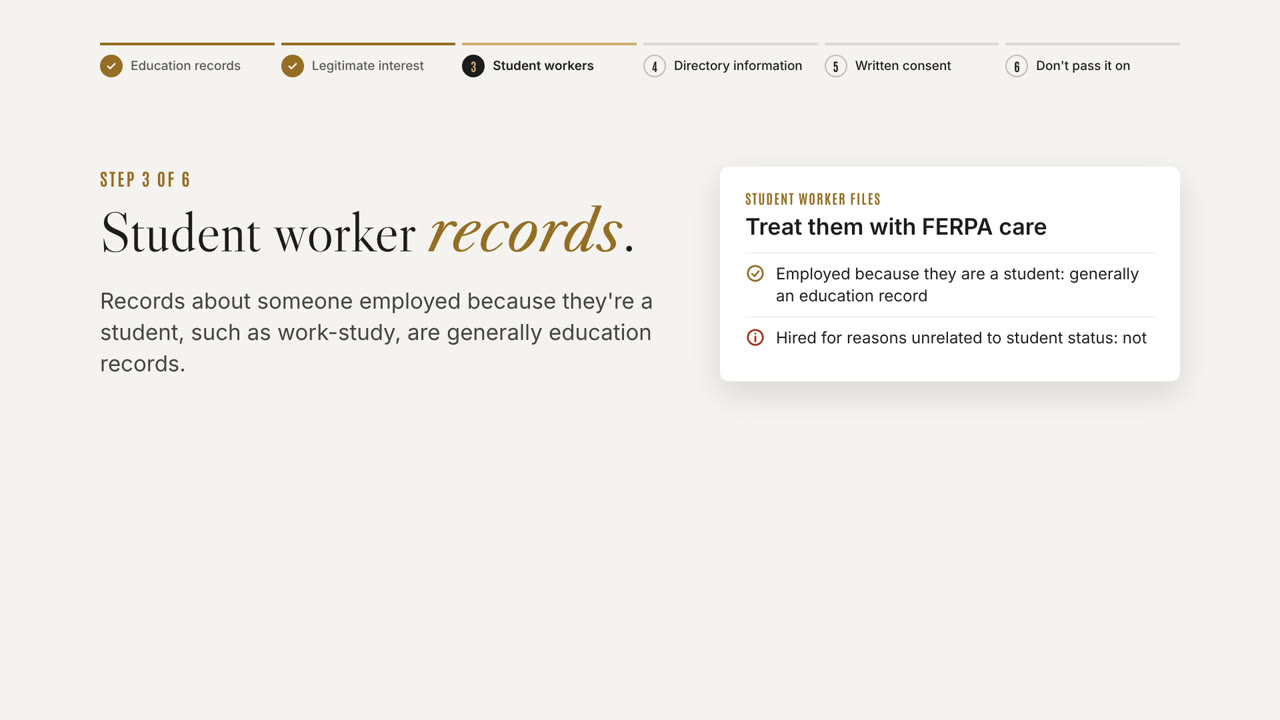 Education records
Legitimate interest
3 Student workers
4 Directory information
5 Written consent
6 Don't pass it on
STEP 3 OF 6
Student worker records.
Records about someone employed because they're a
student, such as work-study, are generally education
records.
STUDENT WORKER FILES
Treat them with FERPA care
Employed because they are a student: generally
an education record
Hired for reasons unrelated to student status: not